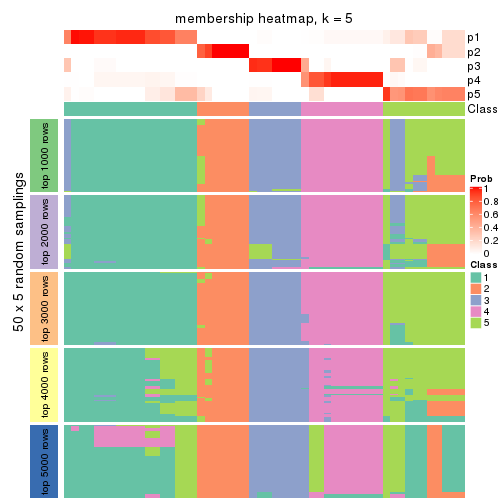 membership heatmap, k = 5
p1
p2
p3
p4
p5
Class
50 x 5 random samplings
top 1000 rows
top 2000 rows
top 3000 rows
top 4000 rows
top 5000 rows
Prob
1
0.8
0.6
0.4
0.2
0
Class
1
2
3
4
5